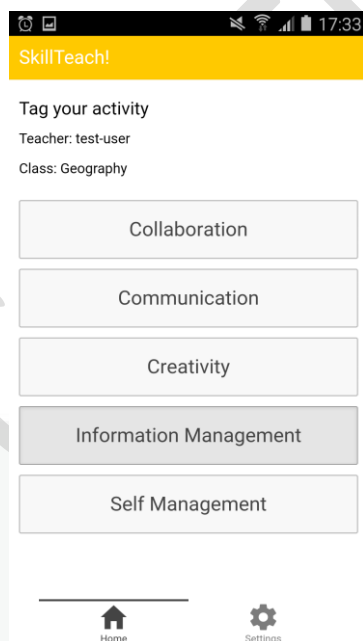 17:33
SkillTeach!
Tag your activity
Teacher: test-user
Class: Geography
Collaboration
Communication
Creativity
Information Management
Self Management
Home
Settings